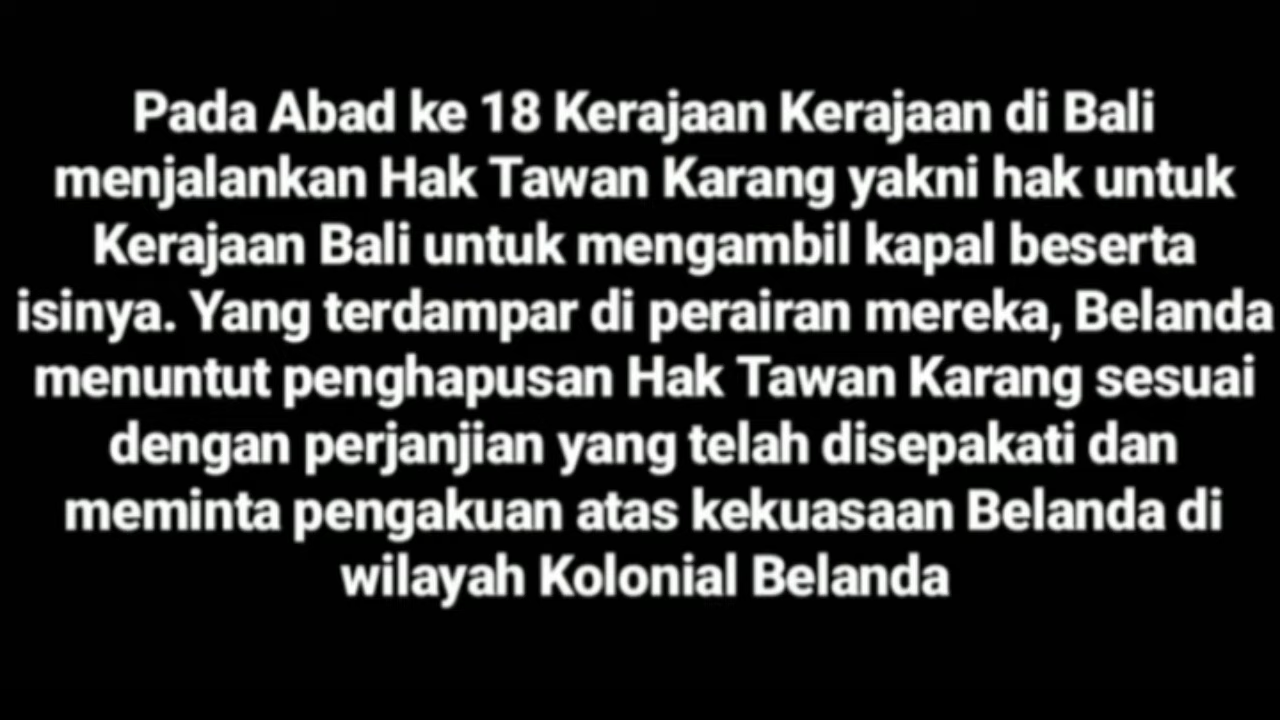 Pada Abad ke 18 Kerajaan Kerajaan di Bali
menjalankan Hak Tawan Karang yakni hak untuk
Kerajaan Bali untuk mengambil kapal beserta
isinya. Yang terdampar di perairan mereka, Belanda
menuntut penghapusan Hak Tawan Karang sesuai
dengan perjanjian yang telah disepakati dan
meminta pengakuan atas kekuasaan Belanda di
wilayah Kolonial Belanda